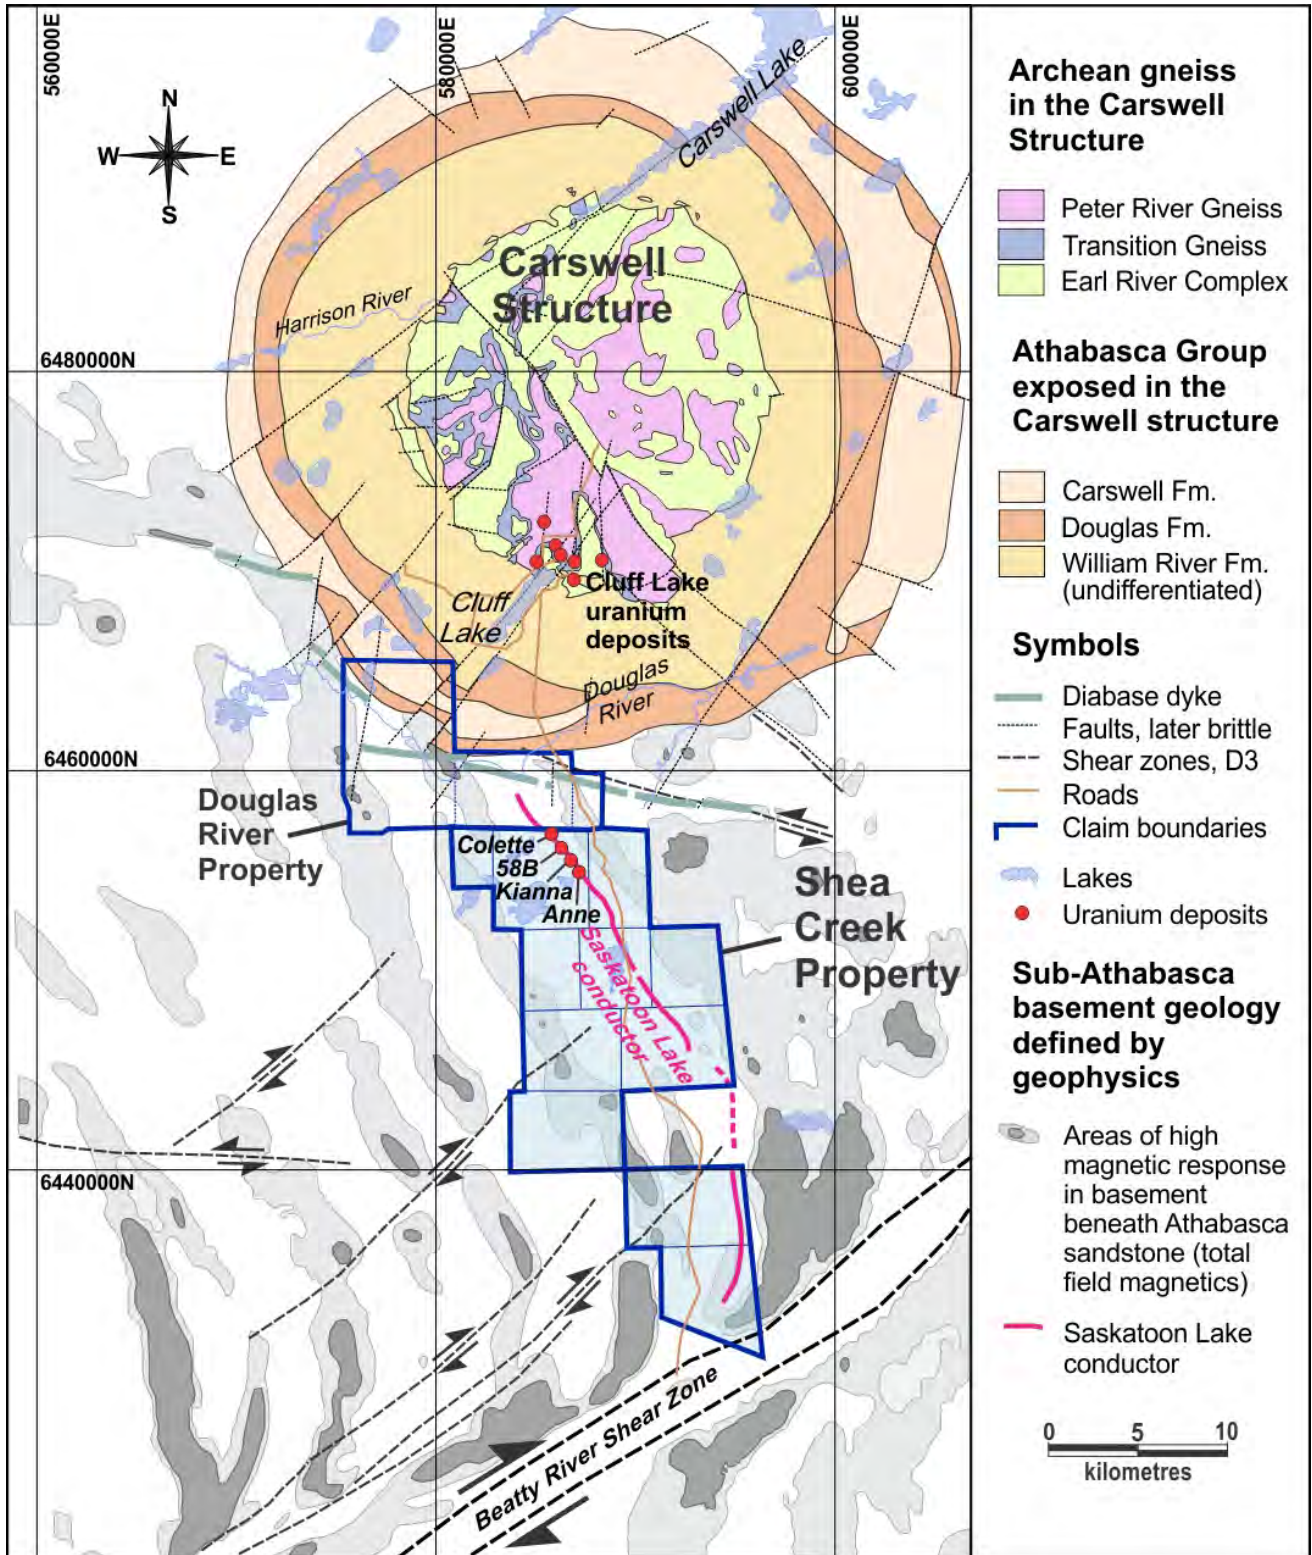 560000E
580000E
600000E
N
W
E
S
Carswell Lake
Carswell
Structure
Harrison River
6480000N
Cluff Lake
uranium
deposits
Cluff
Lake
Douglas
River
6460000N
Douglas
River
Property
Colette
58B
Kianna
Anne
Shea
Creek
Property
Saskatoon Lake
conductor
6440000N
Beatty River Shear Zone
Archean gneiss
in the Carswell
Structure
Peter River Gneiss
Transition Gneiss
Earl River Complex
Athabasca Group
exposed in the
Carswell structure
Carswell Fm.
Douglas Fm.
William River Fm.
(undifferentiated)
Symbols
Diabase dyke
Faults, later brittle
Shear zones, D3
Roads
Claim boundaries
Lakes
Uranium deposits
Sub-Athabasca
basement geology
defined by
geophysics
Areas of high
magnetic response
in basement
beneath Athabasca
sandstone (total
field magnetics)
Saskatoon Lake
conductor
0 5 10
kilometres